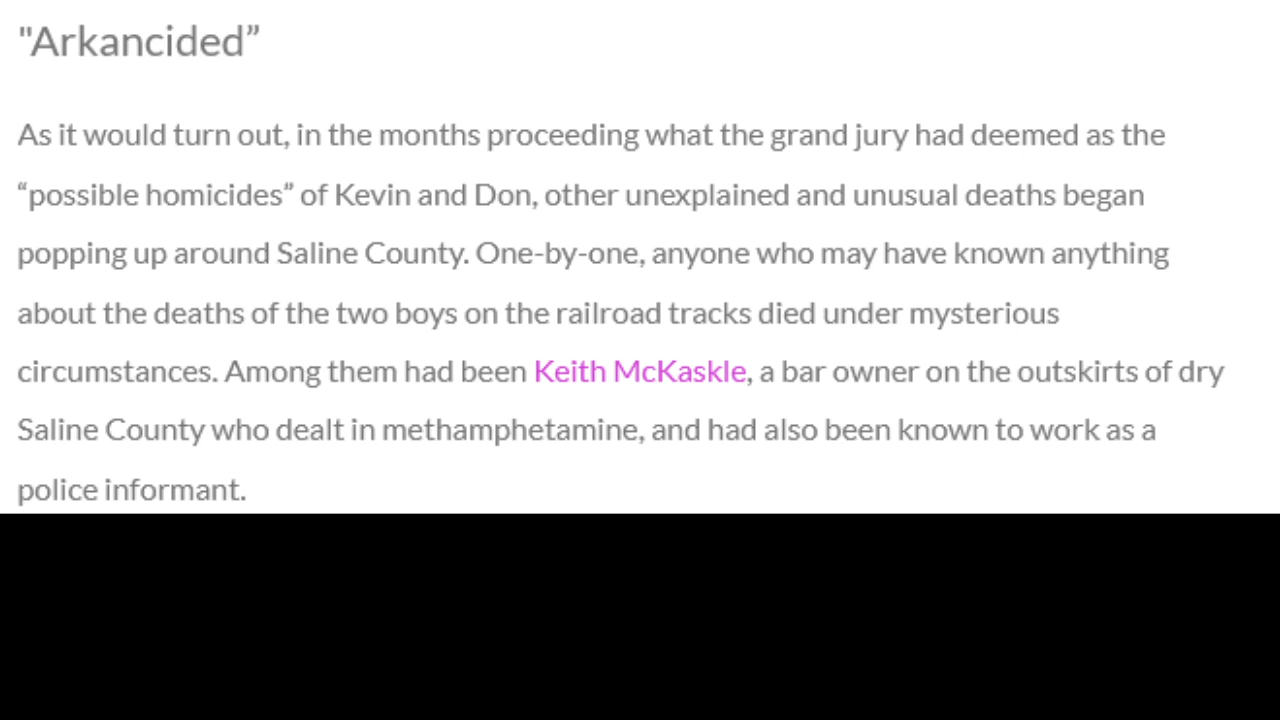 "Arkancided”
As it would turn out, in the months proceeding what the grand jury had deemed as the
“possible homicides” of Kevin and Don, other unexplained and unusual deaths began
popping up around Saline County. One-by-one, anyone who may have known anything
about the deaths of the two boys on the railroad tracks died under mysterious
circumstances. Among them had been Keith McKaskle, a bar owner on the outskirts of dry
Saline County who dealt in methamphetamine, and had also been known to work as a
police informant.